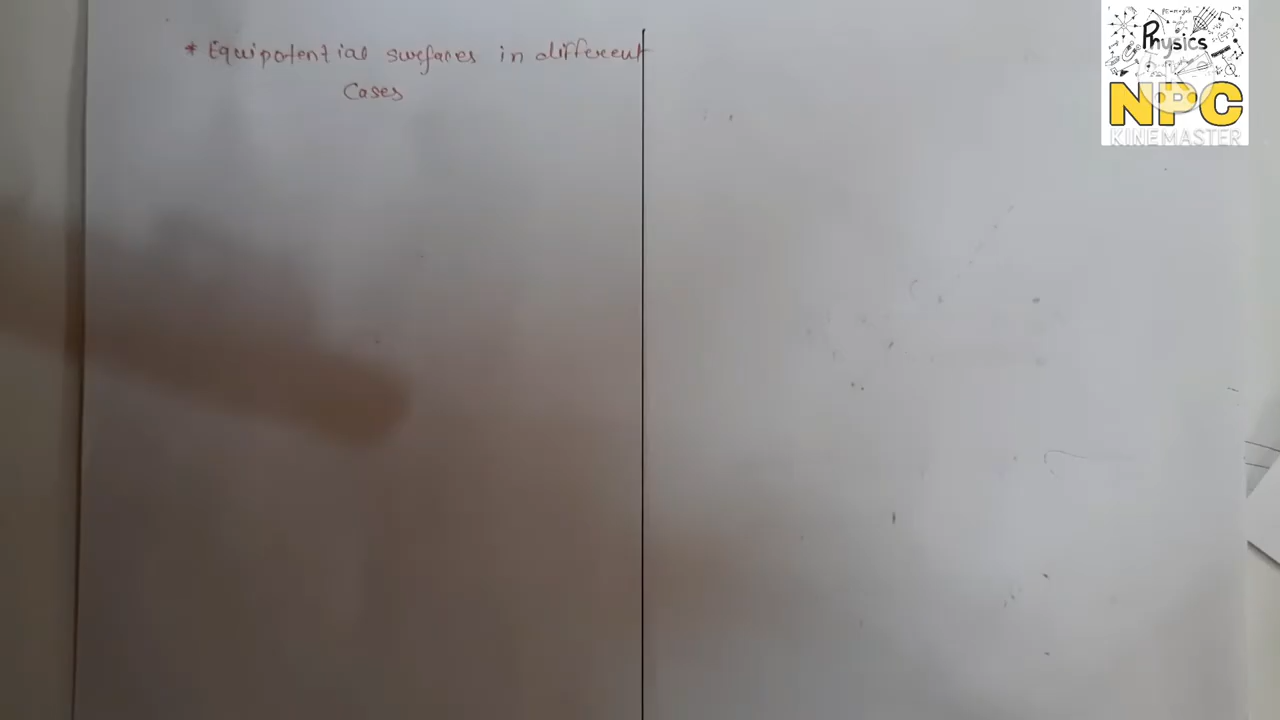 * Equipotential surfaces in different
Cases
Physics
NPC
KINEMASTER